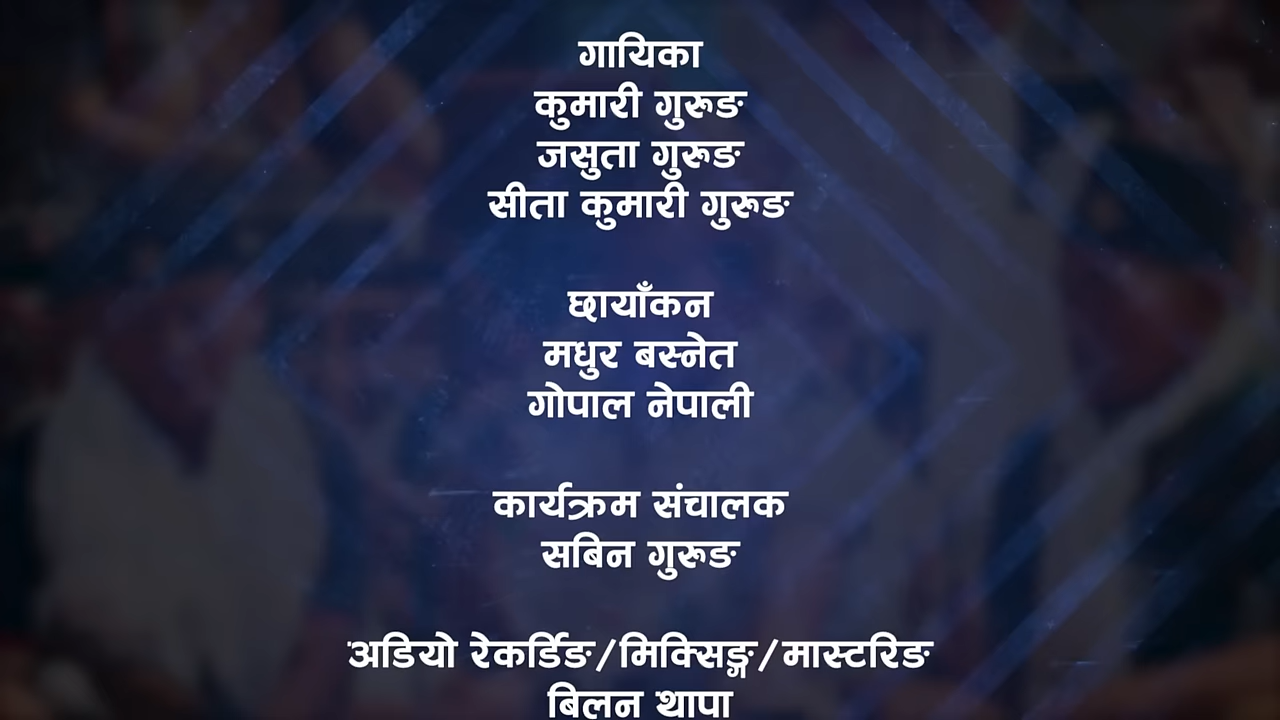 गायिका
कुमारी गुरूङ
जसुता गुरूङ
सीता कुमारी गुरूङ
छायाँकन
मधुर बस्नेत
गोपाल नेपाली
कार्यक्रम संचालक
सबिन गुरूङ
अडियो रेकर्डिङ/मिक्सिङ्ग/मास्टरिङ
बिलन थापा